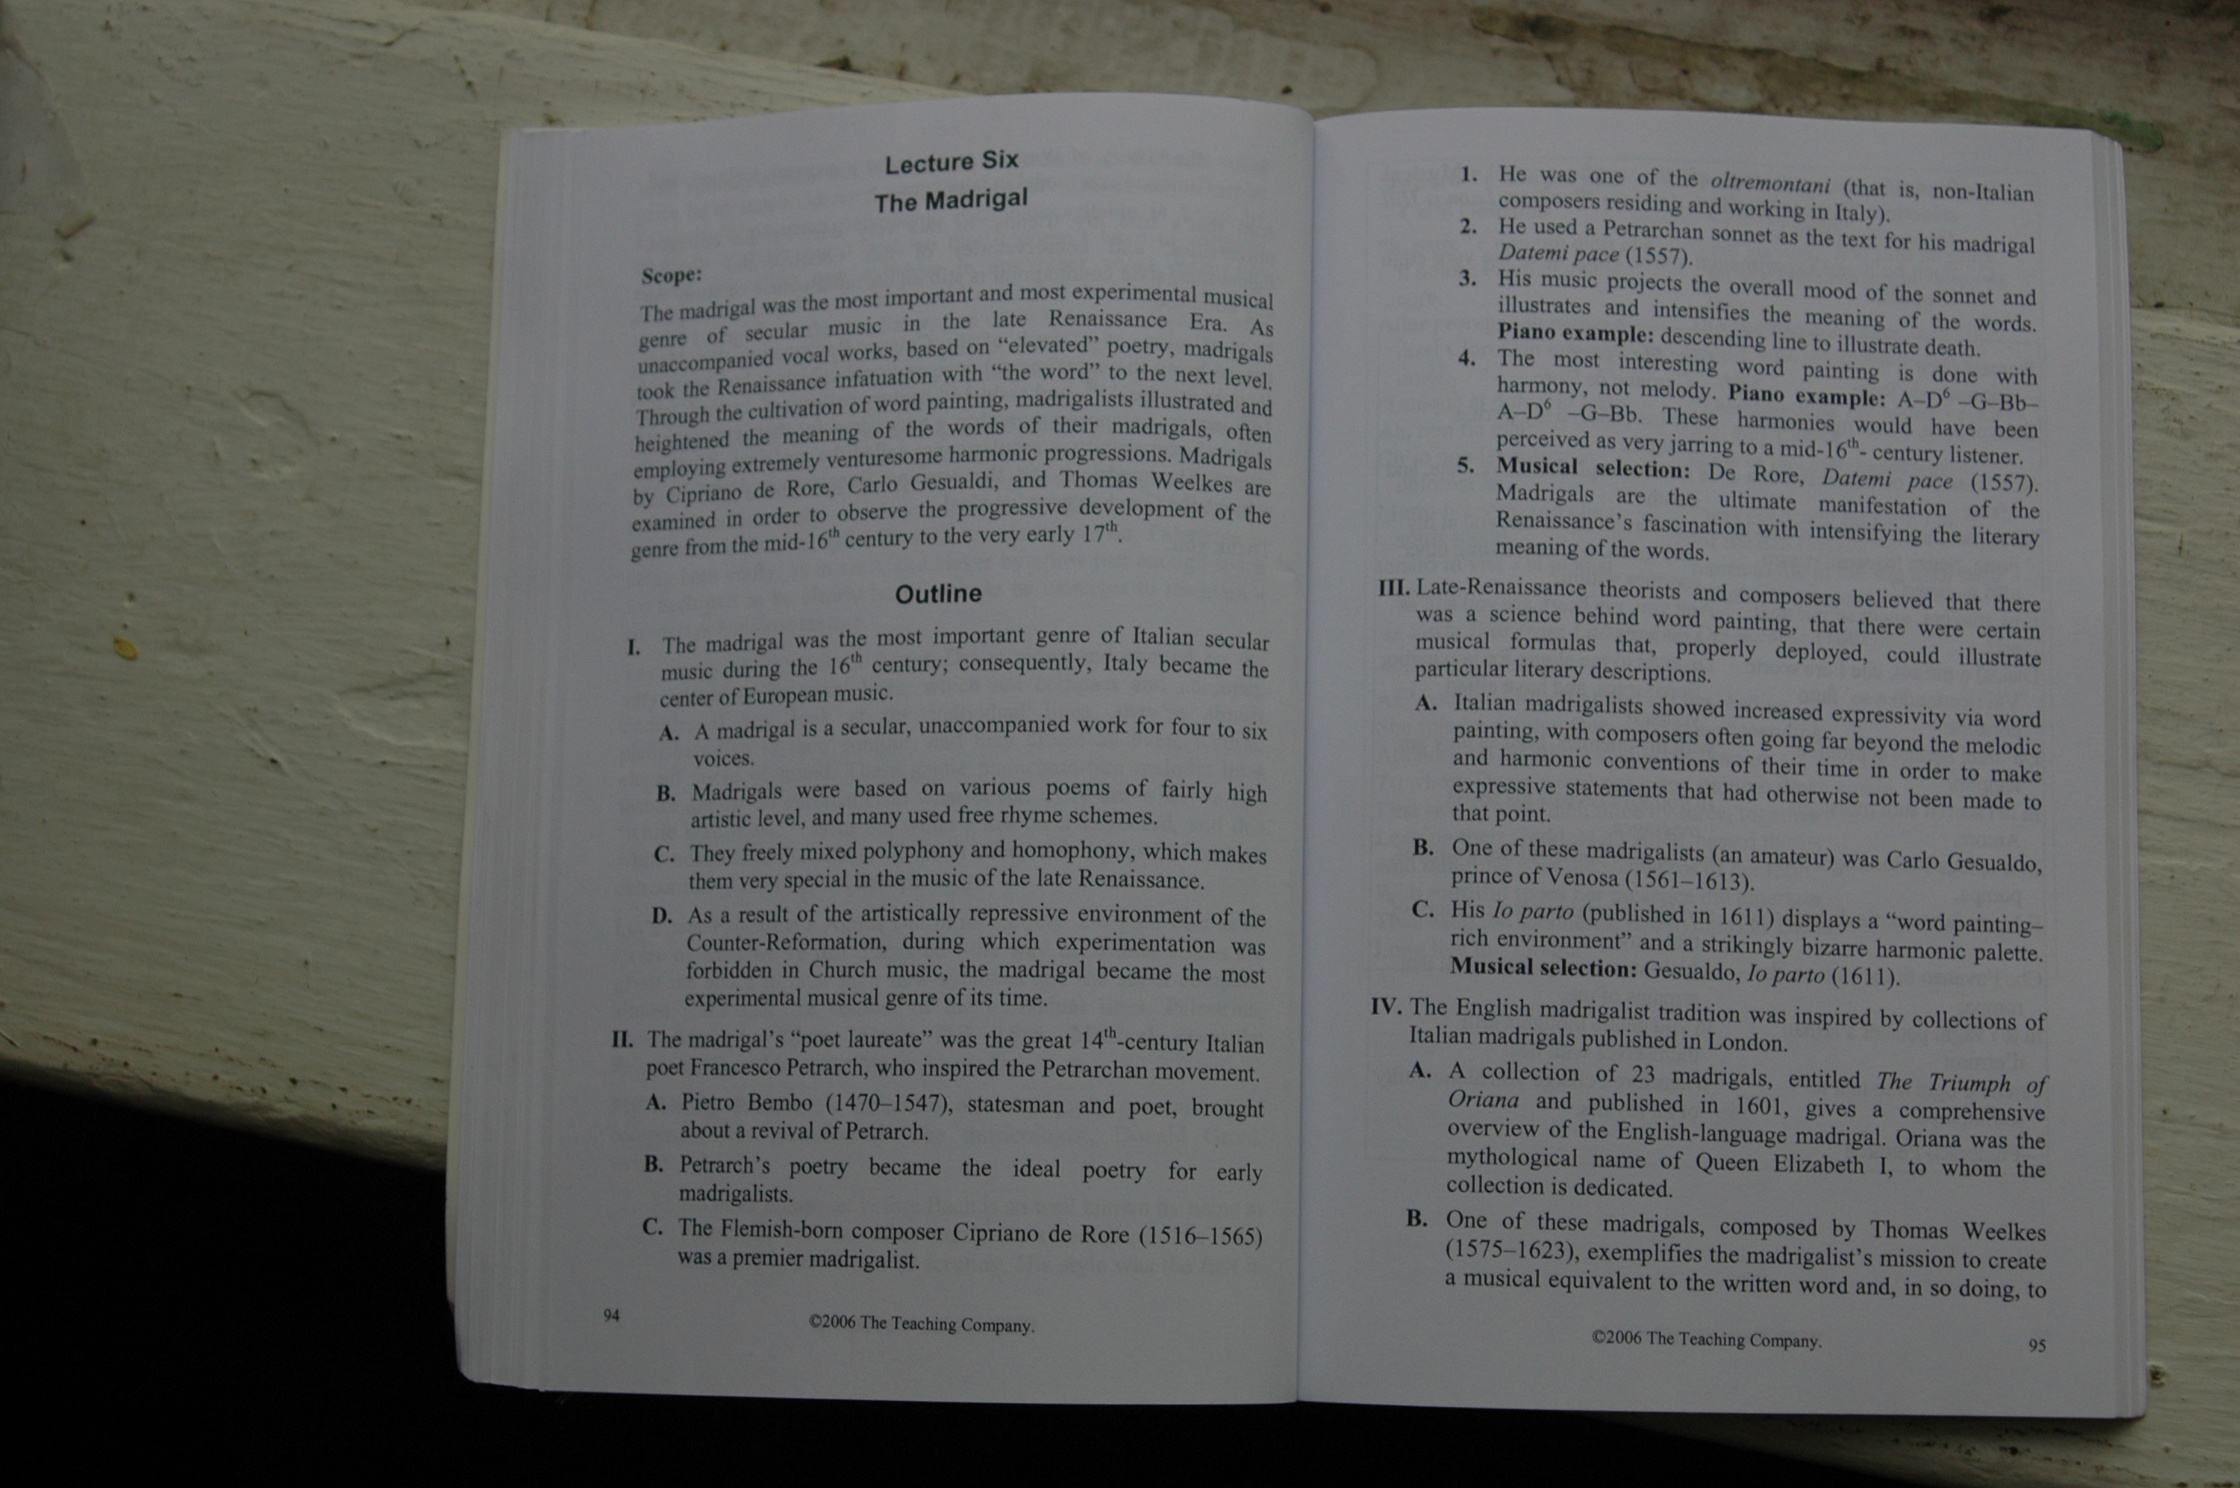 Lecture Six
The Madrigal
Scope:
The madrigal was the most important and most experimental musical
genre of secular music in the late Renaissance Era. As
unaccompanied vocal works, based on “elevated” poetry, madrigals
took the Renaissance infatuation with “the word” to the next level.
Through the cultivation of word painting, madrigalists illustrated and
heightened the meaning of the words of their madrigals, often
employing extremely venturesome harmonic progressions. Madrigals
by Cipriano de Rore, Carlo Gesualdi, and Thomas Weelkes are
examined in order to observe the progressive development of the
genre from the mid-16th century to the very early 17th.
Outline
I. The madrigal was the most important genre of Italian secular
music during the 16th century; consequently, Italy became the
center of European music.
A. A madrigal is a secular, unaccompanied work for four to six
voices.
B. Madrigals were based on various poems of fairly high
artistic level, and many used free rhyme schemes.
C. They freely mixed polyphony and homophony, which makes
them very special in the music of the late Renaissance.
D. As a result of the artistically repressive environment of the
Counter-Reformation, during which experimentation was
forbidden in Church music, the madrigal became the most
experimental musical genre of its time.
II. The madrigal’s “poet laureate” was the great 14th-century Italian
poet Francesco Petrarch, who inspired the Petrarchan movement.
A. Pietro Bembo (1470–1547), statesman and poet, brought
about a revival of Petrarch.
B. Petrarch’s poetry became the ideal poetry for early
madrigalists.
C. The Flemish-born composer Cipriano de Rore (1516–1565)
was a premier madrigalist.
94
©2006 The Teaching Company.
1. He was one of the oltremontani (that is, non-Italian
composers residing and working in Italy).
2. He used a Petrarchan sonnet as the text for his madrigal
Datemi pace (1557).
3. His music projects the overall mood of the sonnet and
illustrates and intensifies the meaning of the words.
Piano example: descending line to illustrate death.
4. The most interesting word painting is done with
harmony, not melody. Piano example: A–D6 –G–Bb–
A–D6 –G–Bb. These harmonies would have been
perceived as very jarring to a mid-16th- century listener.
5. Musical selection: De Rore, Datemi pace (1557).
Madrigals are the ultimate manifestation of the
Renaissance’s fascination with intensifying the literary
meaning of the words.
III. Late-Renaissance theorists and composers believed that there
was a science behind word painting, that there were certain
musical formulas that, properly deployed, could illustrate
particular literary descriptions.
A. Italian madrigalists showed increased expressivity via word
painting, with composers often going far beyond the melodic
and harmonic conventions of their time in order to make
expressive statements that had otherwise not been made to
that point.
B. One of these madrigalists (an amateur) was Carlo Gesualdo,
prince of Venosa (1561–1613).
C. His Io parto (published in 1611) displays a “word painting–
rich environment” and a strikingly bizarre harmonic palette.
Musical selection: Gesualdo, Io parto (1611).
IV. The English madrigalist tradition was inspired by collections of
Italian madrigals published in London.
A. A collection of 23 madrigals, entitled The Triumph of
Oriana and published in 1601, gives a comprehensive
overview of the English-language madrigal. Oriana was the
mythological name of Queen Elizabeth I, to whom the
collection is dedicated.
B. One of these madrigals, composed by Thomas Weelkes
(1575–1623), exemplifies the madrigalist’s mission to create
a musical equivalent to the written word and, in so doing, to
©2006 The Teaching Company.
95